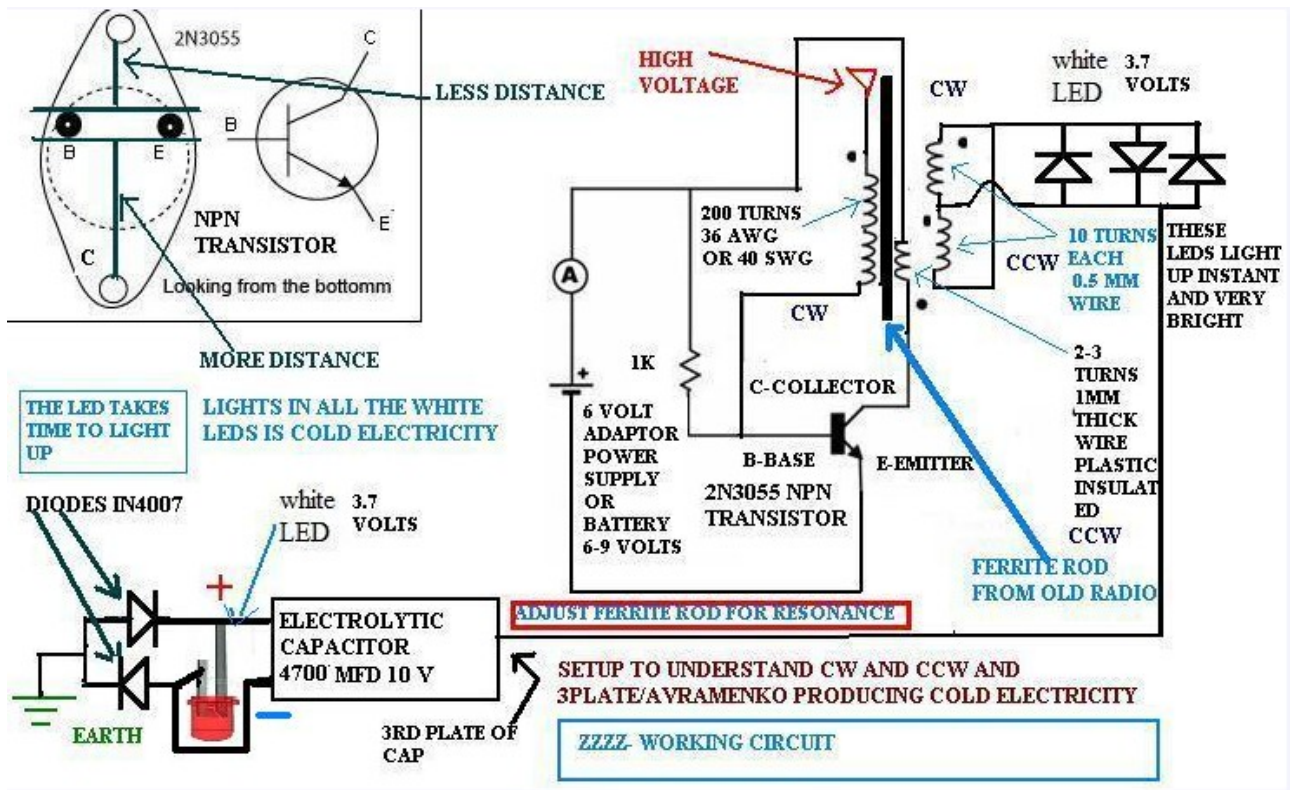 2N3055
C
B
E
B
E
C
LESS DISTANCE
NPN
TRANSISTOR
Looking from the bottomm
MORE DISTANCE
HIGH
VOLTAGE
CW
white 3.7
LED VOLTS
200 TURNS
36 AWG
OR 40 SWG
A
CW
10 TURNS
EACH
0.5 MM
WIRE
CCW
THESE
LEDS LIGHT
UP INSTANT
AND VERY
BRIGHT
1K
+
C-COLLECTOR
2-3
TURNS
1MM
THICK
WIRE
PLASTIC
INSULAT
ED
CCW
6 VOLT
ADAPTOR
POWER
SUPPLY
OR
BATTERY
6-9 VOLTS
B-BASE
E-EMITTER
2N3055 NPN
TRANSISTOR
FERRITE ROD
FROM OLD RADIO
THE LED TAKES
TIME TO LIGHT
UP
LIGHTS IN ALL THE WHITE
LEDS IS COLD ELECTRICITY
DIODES IN4007
white 3.7
LED VOLTS
+
ELECTROLYTIC
CAPACITOR
4700 MFD 10 V
ADJUST FERRITE ROD FOR RESONANCE
SETUP TO UNDERSTAND CW AND CCW AND
3PLATE/AVRAMENKO PRODUCING COLD ELECTRICITY
EARTH
3RD PLATE OF
CAP
ZZZZ- WORKING CIRCUIT